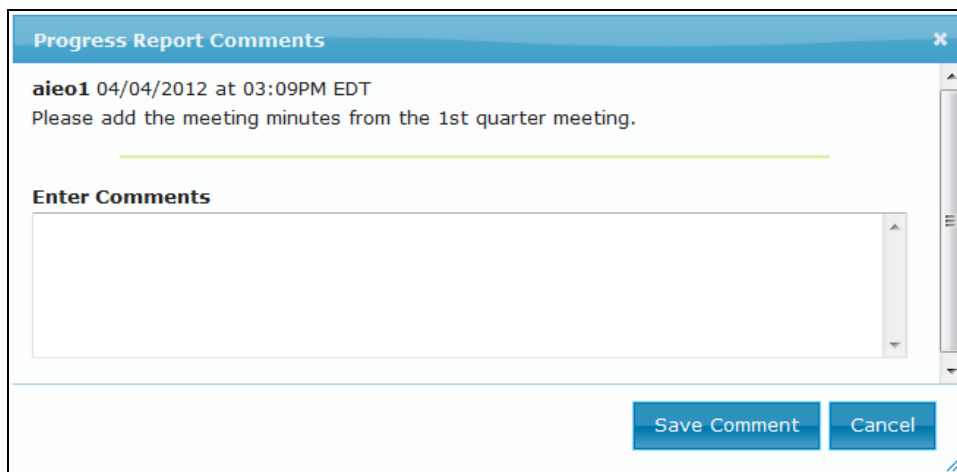 Progress Report Comments
aieo1 04/04/2012 at 03:09PM EDT
Please add the meeting minutes from the 1st quarter meeting.
Enter Comments
Save Comment Cancel